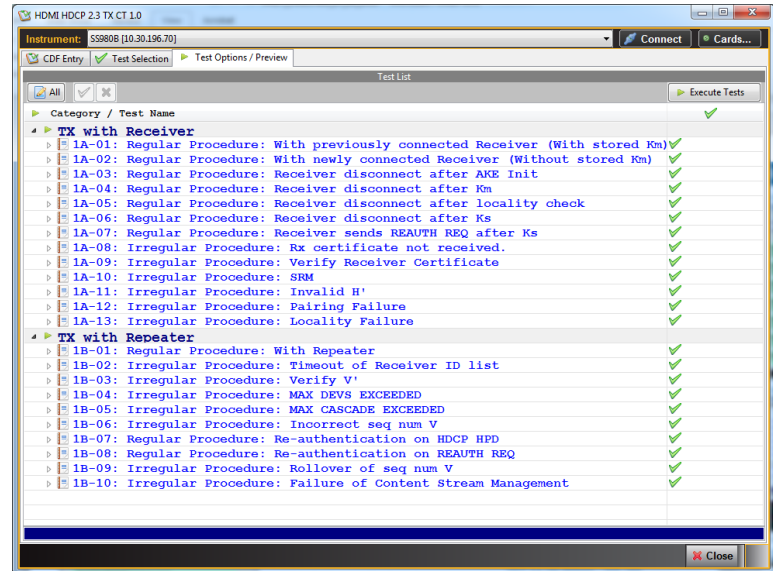 HDMI HDCP 2.3 TX CT 1.0
Instrument: SS980B [10.30.196.70] Connect Cards...
CDF Entry Test Selection Test Options / Preview
Test List
All Execute Tests
Category / Test Name
TX with Receiver
1A-01: Regular Procedure: With previously connected Receiver (With stored Km)
1A-02: Regular Procedure: With newly connected Receiver (Without stored Km)
1A-03: Regular Procedure: Receiver disconnect after AKE Init
1A-04: Regular Procedure: Receiver disconnect after Km
1A-05: Regular Procedure: Receiver disconnect after locality check
1A-06: Regular Procedure: Receiver disconnect after Ks
1A-07: Regular Procedure: Receiver sends REAUTH REQ after Ks
1A-08: Irregular Procedure: Rx certificate not received.
1A-09: Irregular Procedure: Verify Receiver Certificate
1A-10: Irregular Procedure: SRM
1A-11: Irregular Procedure: Invalid H'
1A-12: Irregular Procedure: Pairing Failure
1A-13: Irregular Procedure: Locality Failure
TX with Repeater
1B-01: Regular Procedure: With Repeater
1B-02: Irregular Procedure: Timeout of Receiver ID list
1B-03: Irregular Procedure: Verify V'
1B-04: Irregular Procedure: MAX DEVS EXCEEDED
1B-05: Irregular Procedure: MAX CASCADE EXCEEDED
1B-06: Irregular Procedure: Incorrect seq num V
1B-07: Regular Procedure: Re-authentication on HDCP HPD
1B-08: Regular Procedure: Re-authentication on REAUTH REQ
1B-09: Irregular Procedure: Rollover of seq num V
1B-10: Irregular Procedure: Failure of Content Stream Management
Close